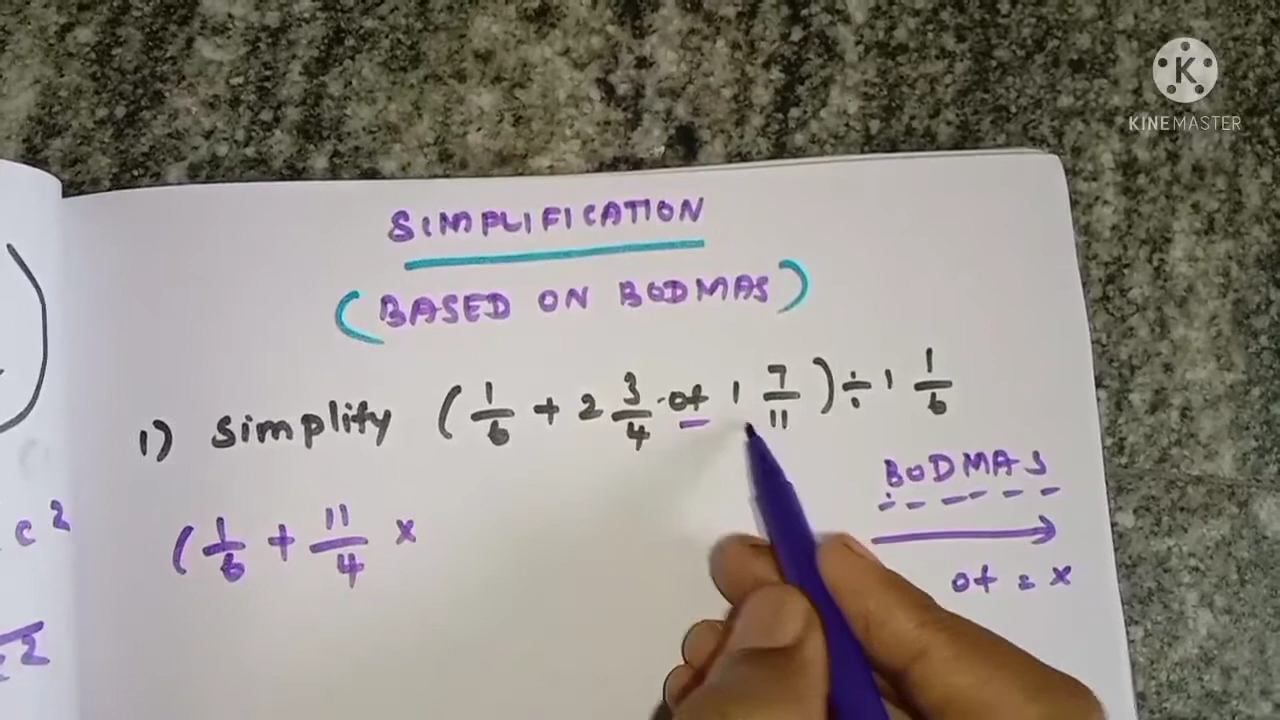 KINEMASTER
SIMPLIFICATION
(BASED ON BODMAS)
1) Simplify (1/6 + 2 3/4 of 1 7/11) ÷ 1 1/6
BODMAS
(1/6 + 11/4 x
of = x
c²